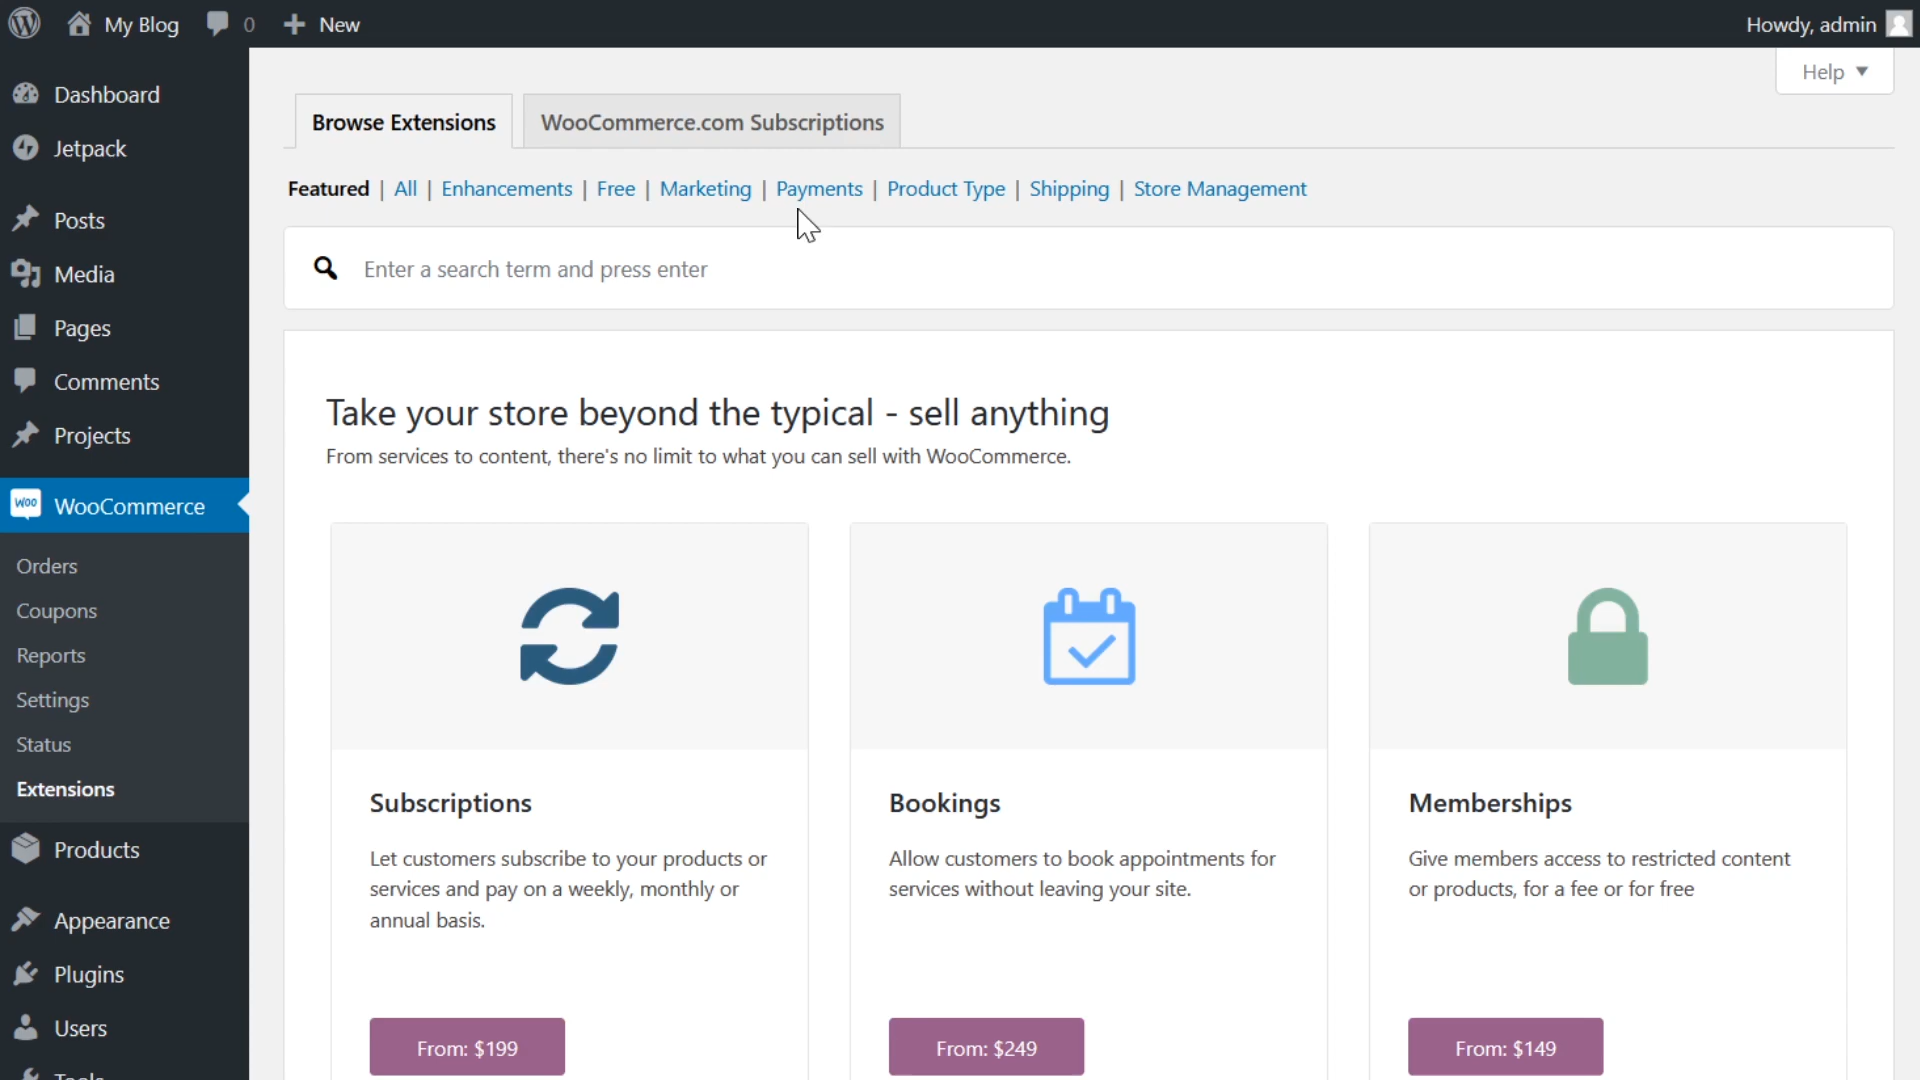 My Blog 0 New Howdy, admin
Help
Dashboard
Jetpack
Posts
Media
Pages
Comments
Projects
WOO WooCommerce
Orders
Coupons
Reports
Settings
Status
Extensions
Products
Appearance
Plugins
Users
Tools
Browse Extensions WooCommerce.com Subscriptions
Featured | All | Enhancements | Free | Marketing | Payments | Product Type | Shipping | Store Management
Enter a search term and press enter
Take your store beyond the typical - sell anything
From services to content, there's no limit to what you can sell with WooCommerce.
Subscriptions
Let customers subscribe to your products or
services and pay on a weekly, monthly or
annual basis.
From: $199
Bookings
Allow customers to book appointments for
services without leaving your site.
From: $249
Memberships
Give members access to restricted content
or products, for a fee or for free
From: $149